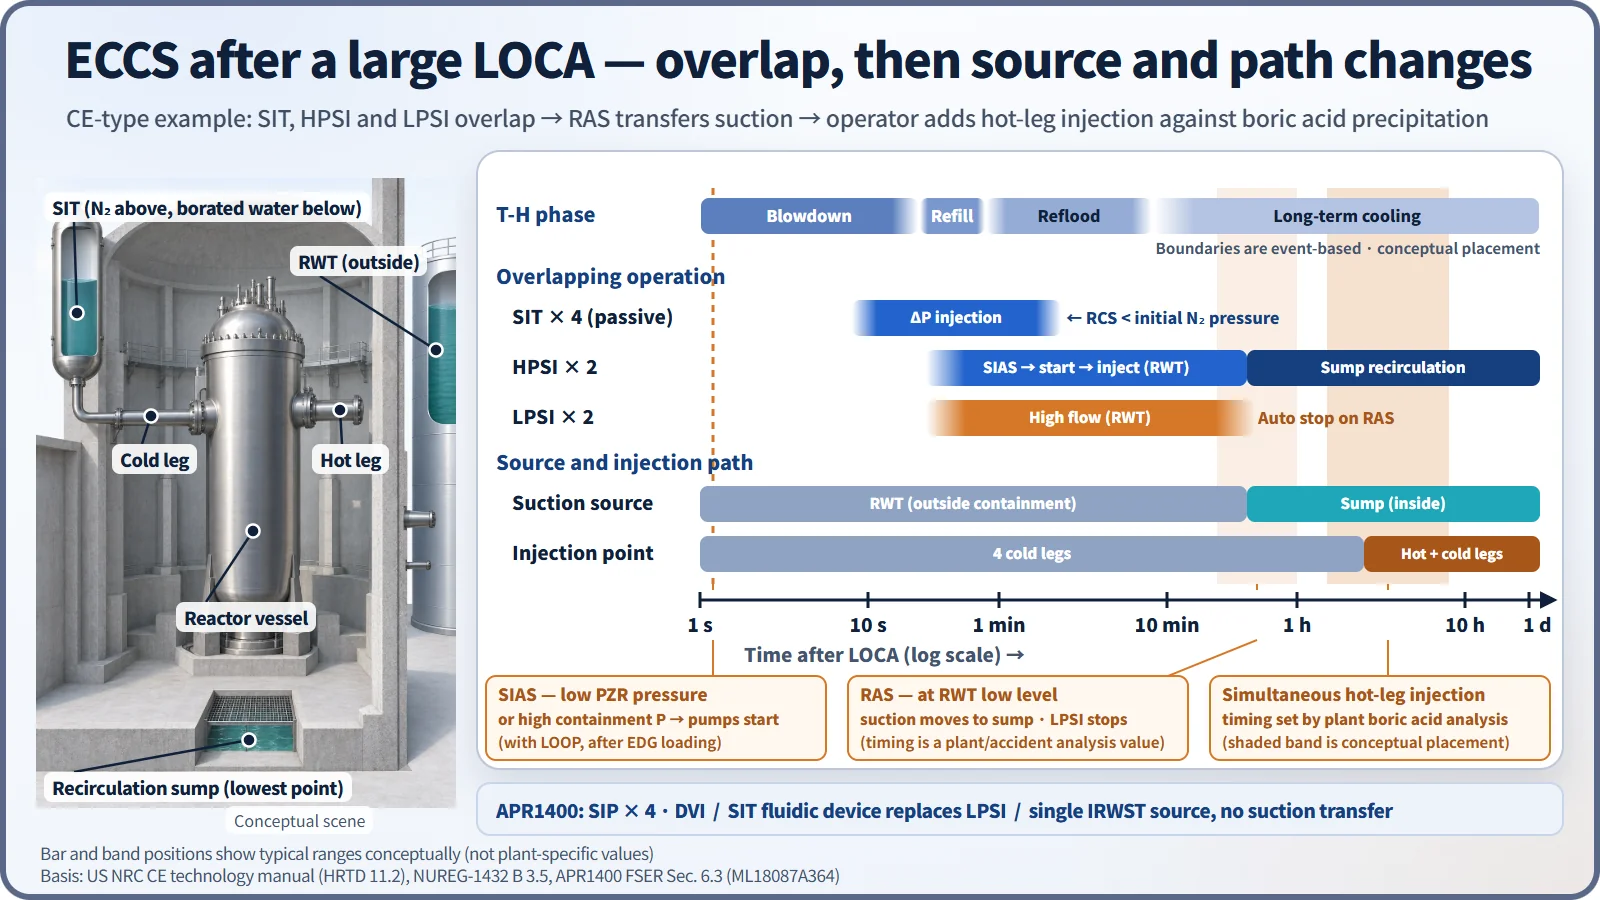 ECCS after a large LOCA — overlap, then source and path changes
CE-type example: SIT, HPSI and LPSI overlap → RAS transfers suction → operator adds hot-leg injection against boric acid precipitation
SIT (N₂ above, borated water below)
RWT (outside)
Cold leg
Hot leg
Reactor vessel
Recirculation sump (lowest point)
Conceptual scene
T-H phase
Blowdown
Refill
Reflood
Long-term cooling
Boundaries are event-based · conceptual placement
Overlapping operation
SIT × 4 (passive)
ΔP injection
← RCS < initial N₂ pressure
HPSI × 2
SIAS → start → inject (RWT)
Sump recirculation
LPSI × 2
High flow (RWT)
Auto stop on RAS
Source and injection path
Suction source
RWT (outside containment)
Sump (inside)
Injection point
4 cold legs
Hot + cold legs
1 s
10 s
1 min
10 min
1 h
10 h
1 d
Time after LOCA (log scale) →
SIAS — low PZR pressure
or high containment P → pumps start
(with LOOP, after EDG loading)
RAS — at RWT low level
suction moves to sump · LPSI stops
(timing is a plant/accident analysis value)
Simultaneous hot-leg injection
timing set by plant boric acid analysis
(shaded band is conceptual placement)
APR1400: SIP × 4 · DVI / SIT fluidic device replaces LPSI / single IRWST source, no suction transfer
Bar and band positions show typical ranges conceptually (not plant-specific values)
Basis: US NRC CE technology manual (HRTD 11.2), NUREG-1432 B 3.5, APR1400 FSER Sec. 6.3 (ML18087A364)